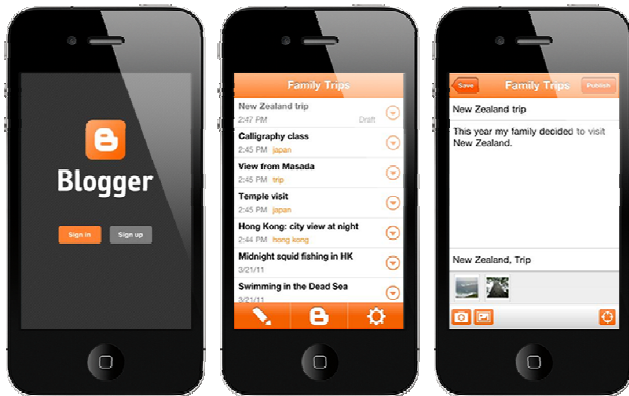 Blogger
Sign in
Sign up
Family Trips
New Zealand trip
2:47 PM Draft
Calligraphy class
2:45 PM japan
View from Masada
2:45 PM trip
Temple visit
2:45 PM japan
Hong Kong: city view at night
2:44 PM hong kong
Midnight squid fishing in HK
3/21/11
Swimming in the Dead Sea
3/21/11
Save
Family Trips
Publish
New Zealand trip
This year my family decided to visit
New Zealand.
New Zealand, Trip